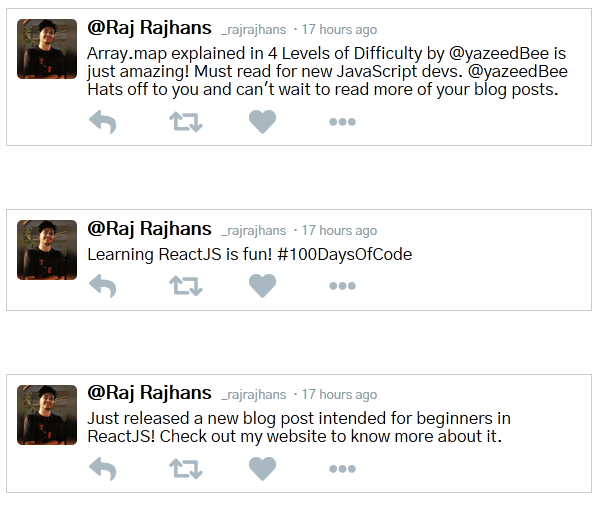 @Raj Rajhans _rajrajhans · 17 hours ago
Array.map explained in 4 Levels of Difficulty by @yazeedBee is
just amazing! Must read for new JavaScript devs. @yazeedBee
Hats off to you and can't wait to read more of your blog posts.
@Raj Rajhans _rajrajhans · 17 hours ago
Learning ReactJS is fun! #100DaysOfCode
@Raj Rajhans _rajrajhans · 17 hours ago
Just released a new blog post intended for beginners in
ReactJS! Check out my website to know more about it.